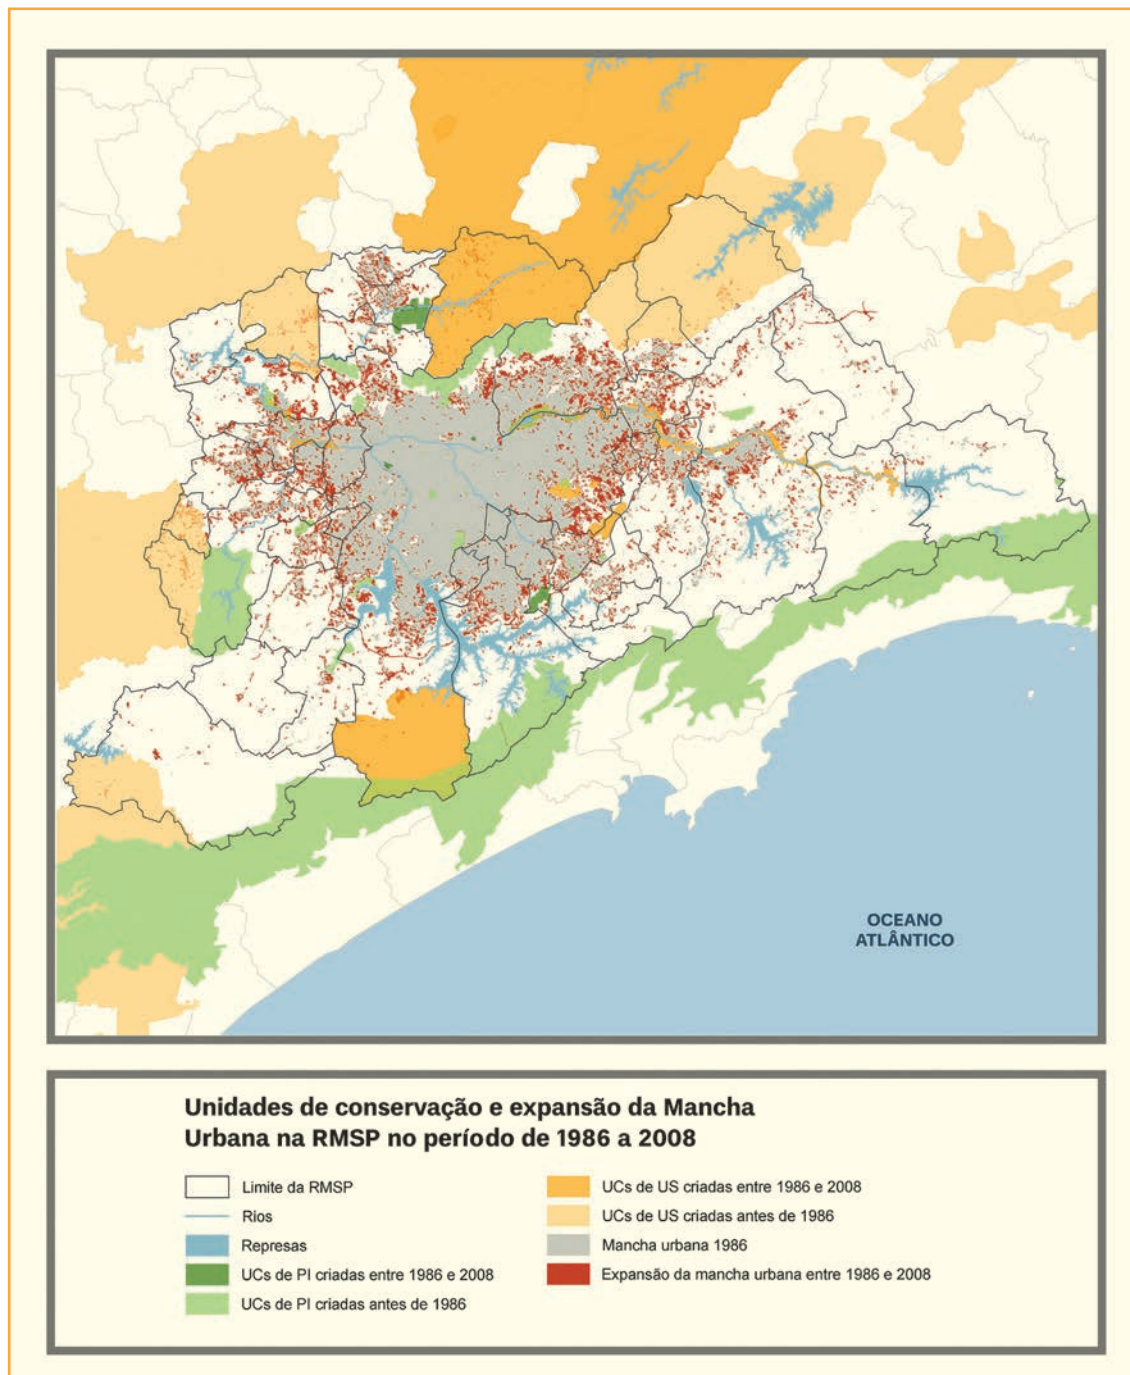 OCEANO
ATLÂNTICO
Unidades de conservação e expansão da Mancha
Urbana na RMSP no período de 1986 a 2008
Limite da RMSP
Rios
Represas
UCs de PI criadas entre 1986 e 2008
UCs de PI criadas antes de 1986
UCs de US criadas entre 1986 e 2008
UCs de US criadas antes de 1986
Mancha urbana 1986
Expansão da mancha urbana entre 1986 e 2008